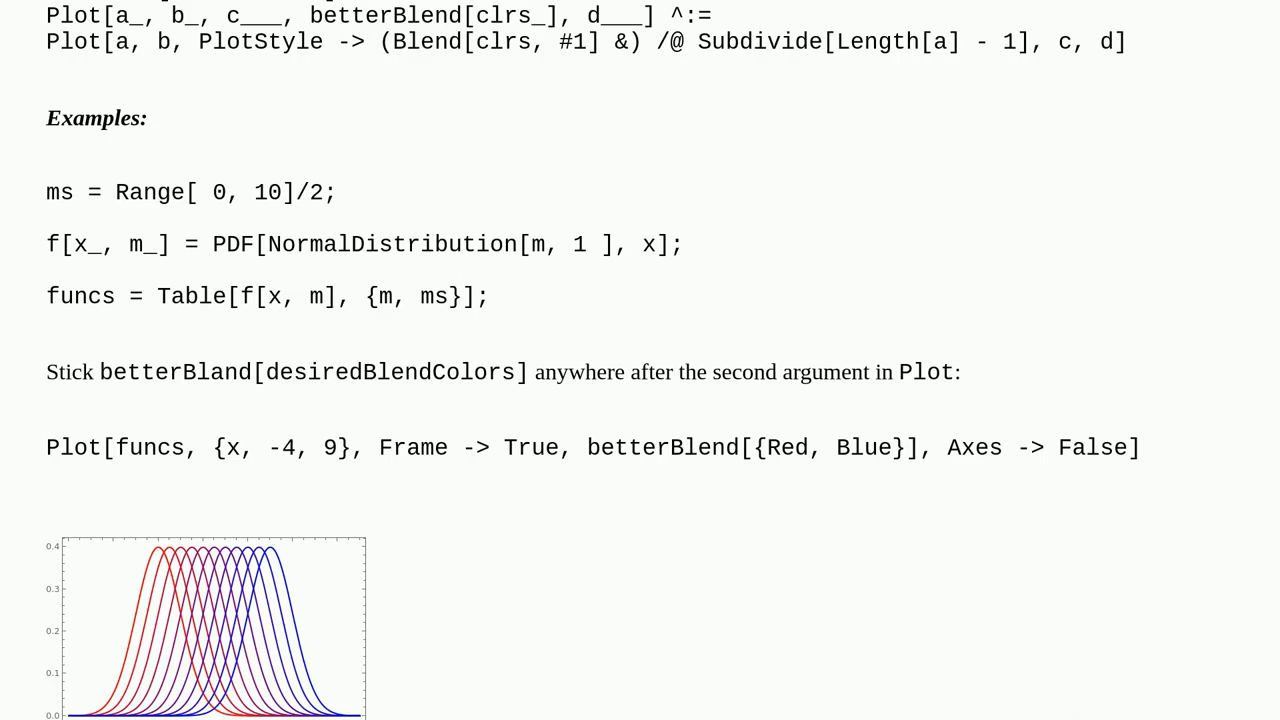 Plot[a_, b_, c___, betterBlend[clrs_], d___] ^:=
Plot[a, b, PlotStyle -> (Blend[clrs, #1] &) /@ Subdivide[Length[a] - 1], c, d]
Examples:
ms = Range[ 0, 10]/2;
f[x_, m_] = PDF[NormalDistribution[m, 1 ], x];
funcs = Table[f[x, m], {m, ms}];
Stick betterBland[desiredBlendColors] anywhere after the second argument in Plot:
Plot[funcs, {x, -4, 9}, Frame -> True, betterBlend[{Red, Blue}], Axes -> False]
0.4
0.3
0.2
0.1
0.0